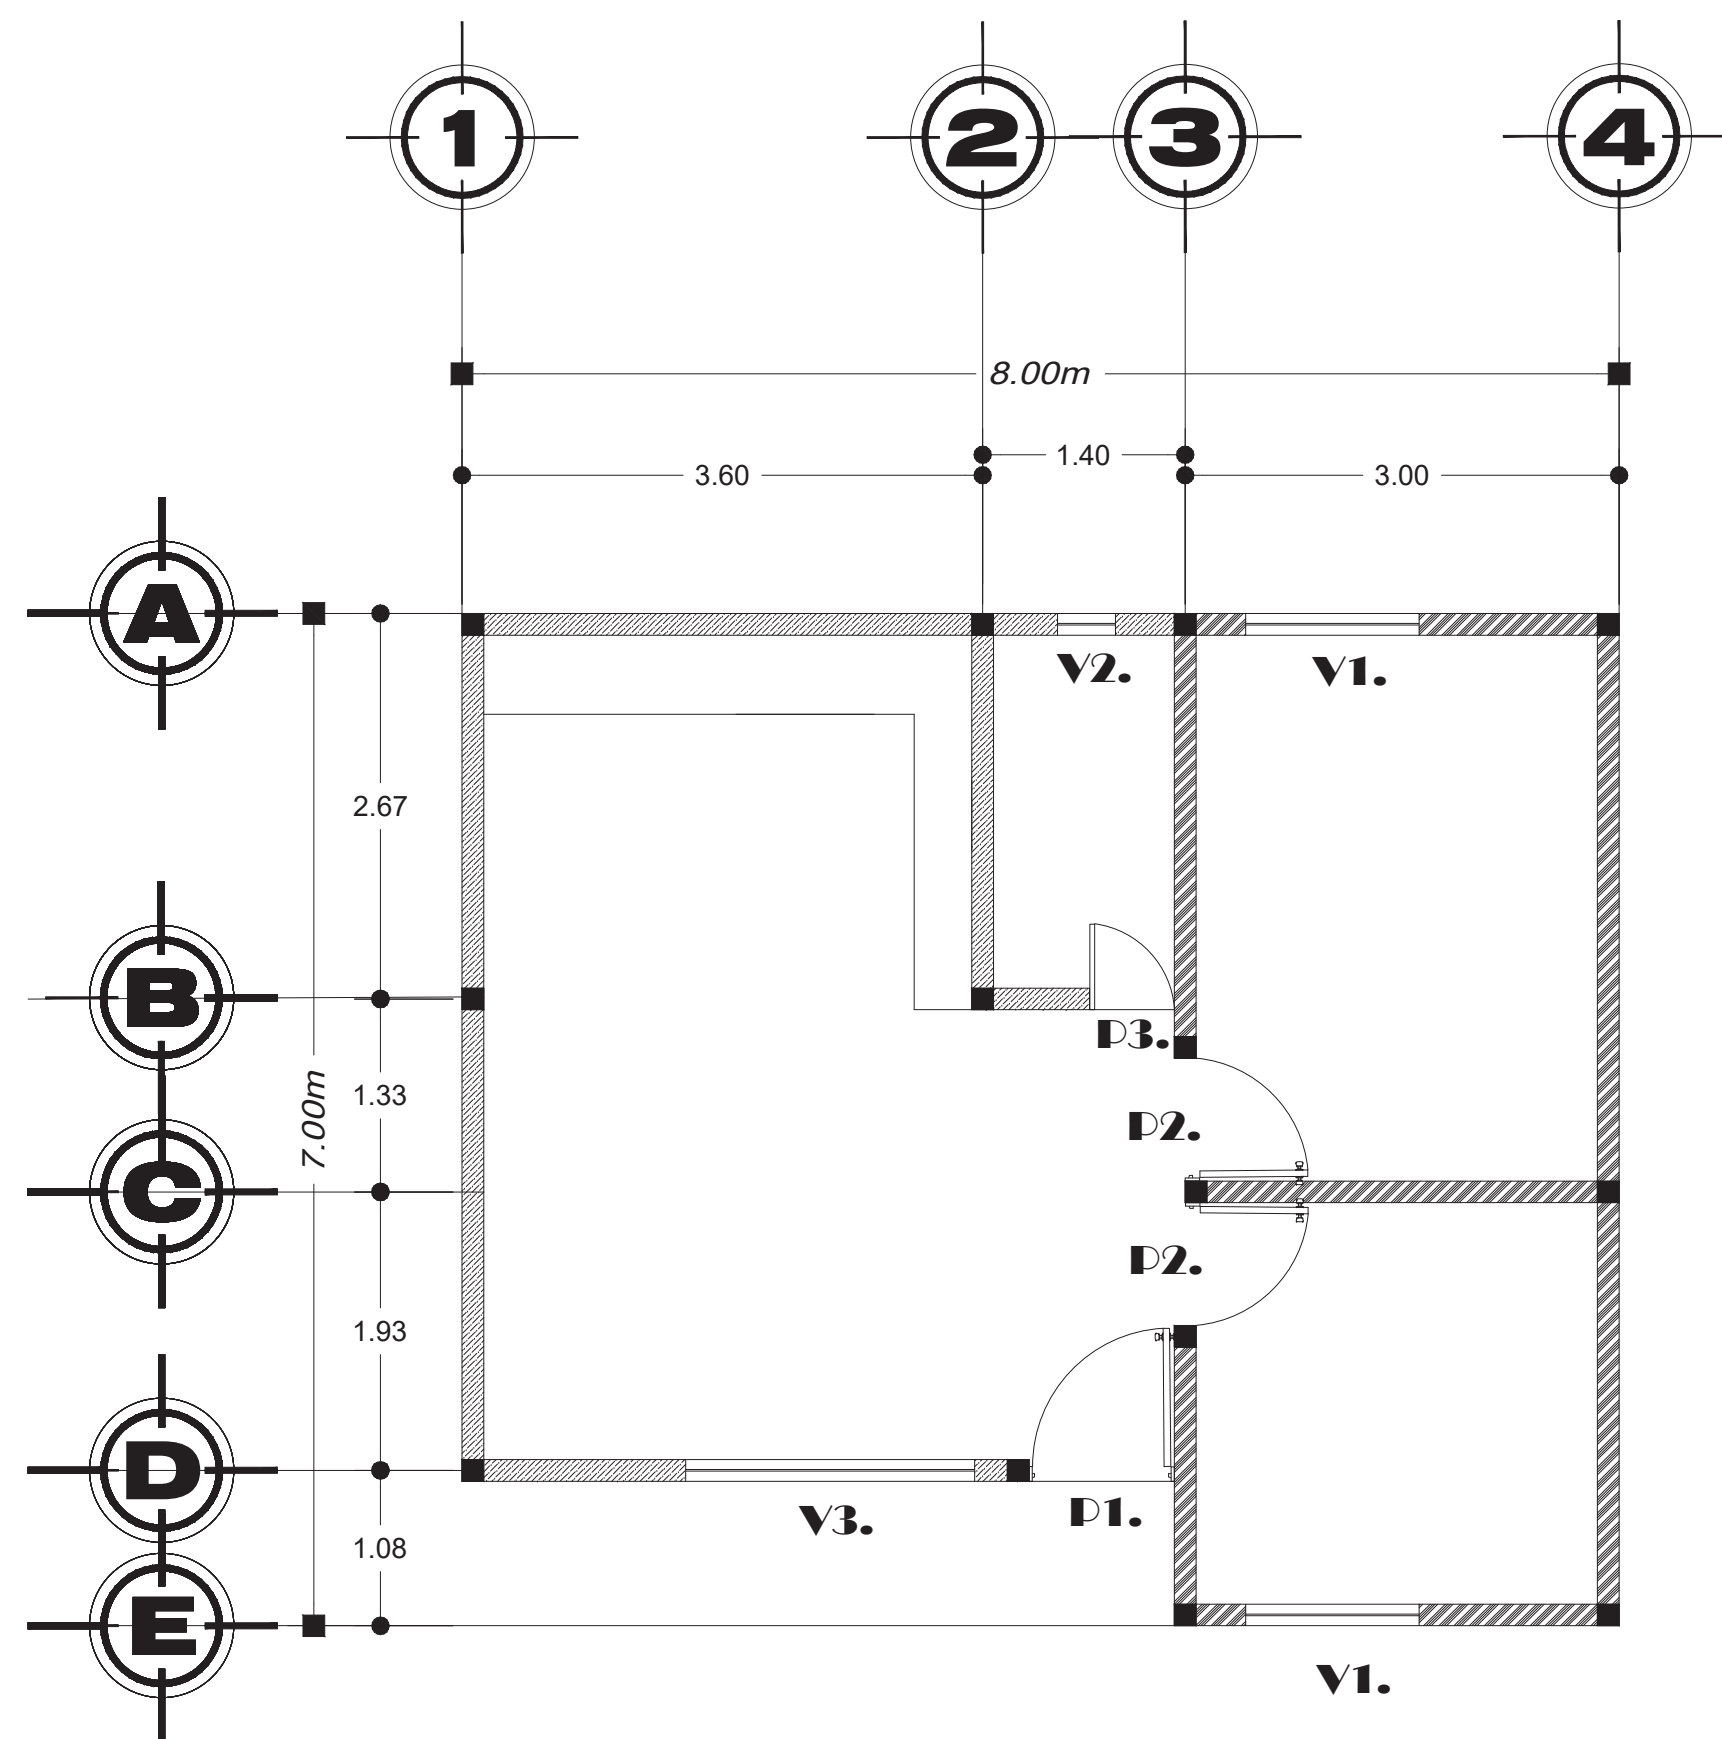 1 2 3 4
8.00m
3.60 1.40 3.00
A
V2. V1.
2.67
B
P3.
7.00m
1.33
P2.
C
P2.
1.93
D
V3. P1.
1.08
E
V1.